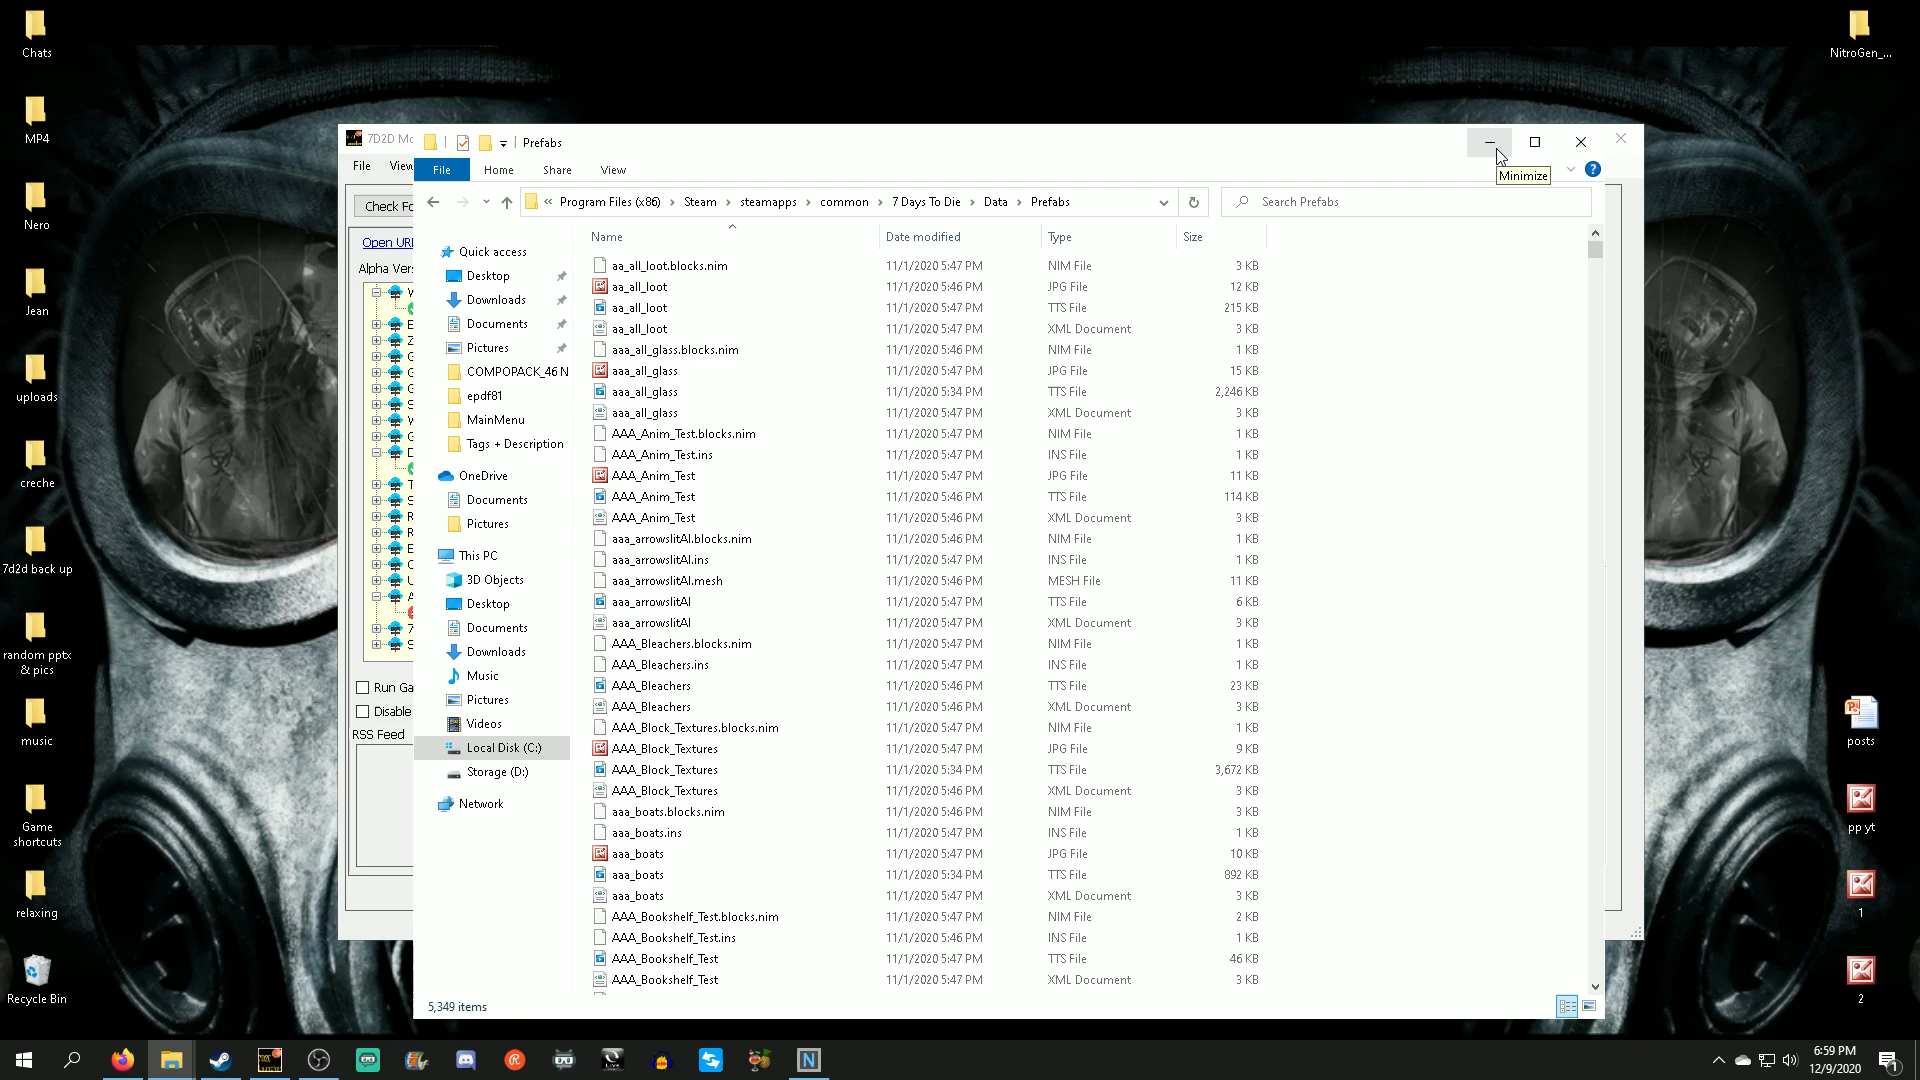 Chats
MP4
Nero
Jean
uploads
creche
7d2d back up
random pptx
& pics
music
Game
shortcuts
relaxing
Recycle Bin
NitroGen_...
posts
pp yt
1
2
7D2D Mo
File View
Check Fo
Open URL
Alpha Vers
Run Ga
Disable
RSS Feed
Prefabs
Minimize
File Home Share View
« Program Files (x86) > Steam > steamapps > common > 7 Days To Die > Data > Prefabs
Search Prefabs
Quick access
Desktop
Downloads
Documents
Pictures
COMPOPACK_46 N
epdf81
MainMenu
Tags + Description
OneDrive
Documents
Pictures
This PC
3D Objects
Desktop
Documents
Downloads
Music
Pictures
Videos
Local Disk (C:)
Storage (D:)
Network
Name Date modified Type Size
aa_all_loot.blocks.nim 11/1/2020 5:47 PM NIM File 3 KB
aa_all_loot 11/1/2020 5:46 PM JPG File 12 KB
aa_all_loot 11/1/2020 5:47 PM TTS File 215 KB
aa_all_loot 11/1/2020 5:47 PM XML Document 3 KB
aaa_all_glass.blocks.nim 11/1/2020 5:46 PM NIM File 1 KB
aaa_all_glass 11/1/2020 5:47 PM JPG File 15 KB
aaa_all_glass 11/1/2020 5:34 PM TTS File 2,246 KB
aaa_all_glass 11/1/2020 5:47 PM XML Document 3 KB
AAA_Anim_Test.blocks.nim 11/1/2020 5:47 PM NIM File 1 KB
AAA_Anim_Test.ins 11/1/2020 5:46 PM INS File 1 KB
AAA_Anim_Test 11/1/2020 5:47 PM JPG File 11 KB
AAA_Anim_Test 11/1/2020 5:46 PM TTS File 114 KB
AAA_Anim_Test 11/1/2020 5:46 PM XML Document 3 KB
aaa_arrowslitAI.blocks.nim 11/1/2020 5:46 PM NIM File 1 KB
aaa_arrowslitAI.ins 11/1/2020 5:47 PM INS File 1 KB
aaa_arrowslitAI.mesh 11/1/2020 5:46 PM MESH File 11 KB
aaa_arrowslitAI 11/1/2020 5:47 PM TTS File 6 KB
aaa_arrowslitAI 11/1/2020 5:47 PM XML Document 3 KB
AAA_Bleachers.blocks.nim 11/1/2020 5:47 PM NIM File 1 KB
AAA_Bleachers.ins 11/1/2020 5:46 PM INS File 1 KB
AAA_Bleachers 11/1/2020 5:46 PM TTS File 23 KB
AAA_Bleachers 11/1/2020 5:46 PM XML Document 3 KB
AAA_Block_Textures.blocks.nim 11/1/2020 5:47 PM NIM File 1 KB
AAA_Block_Textures 11/1/2020 5:47 PM JPG File 9 KB
AAA_Block_Textures 11/1/2020 5:34 PM TTS File 3,672 KB
AAA_Block_Textures 11/1/2020 5:46 PM XML Document 3 KB
aaa_boats.blocks.nim 11/1/2020 5:46 PM NIM File 3 KB
aaa_boats.ins 11/1/2020 5:47 PM INS File 1 KB
aaa_boats 11/1/2020 5:47 PM JPG File 10 KB
aaa_boats 11/1/2020 5:34 PM TTS File 892 KB
aaa_boats 11/1/2020 5:47 PM XML Document 3 KB
AAA_Bookshelf_Test.blocks.nim 11/1/2020 5:47 PM NIM File 2 KB
AAA_Bookshelf_Test.ins 11/1/2020 5:46 PM INS File 1 KB
AAA_Bookshelf_Test 11/1/2020 5:47 PM TTS File 46 KB
AAA_Bookshelf_Test 11/1/2020 5:47 PM XML Document 3 KB
5,349 items
6:59 PM
12/9/2020